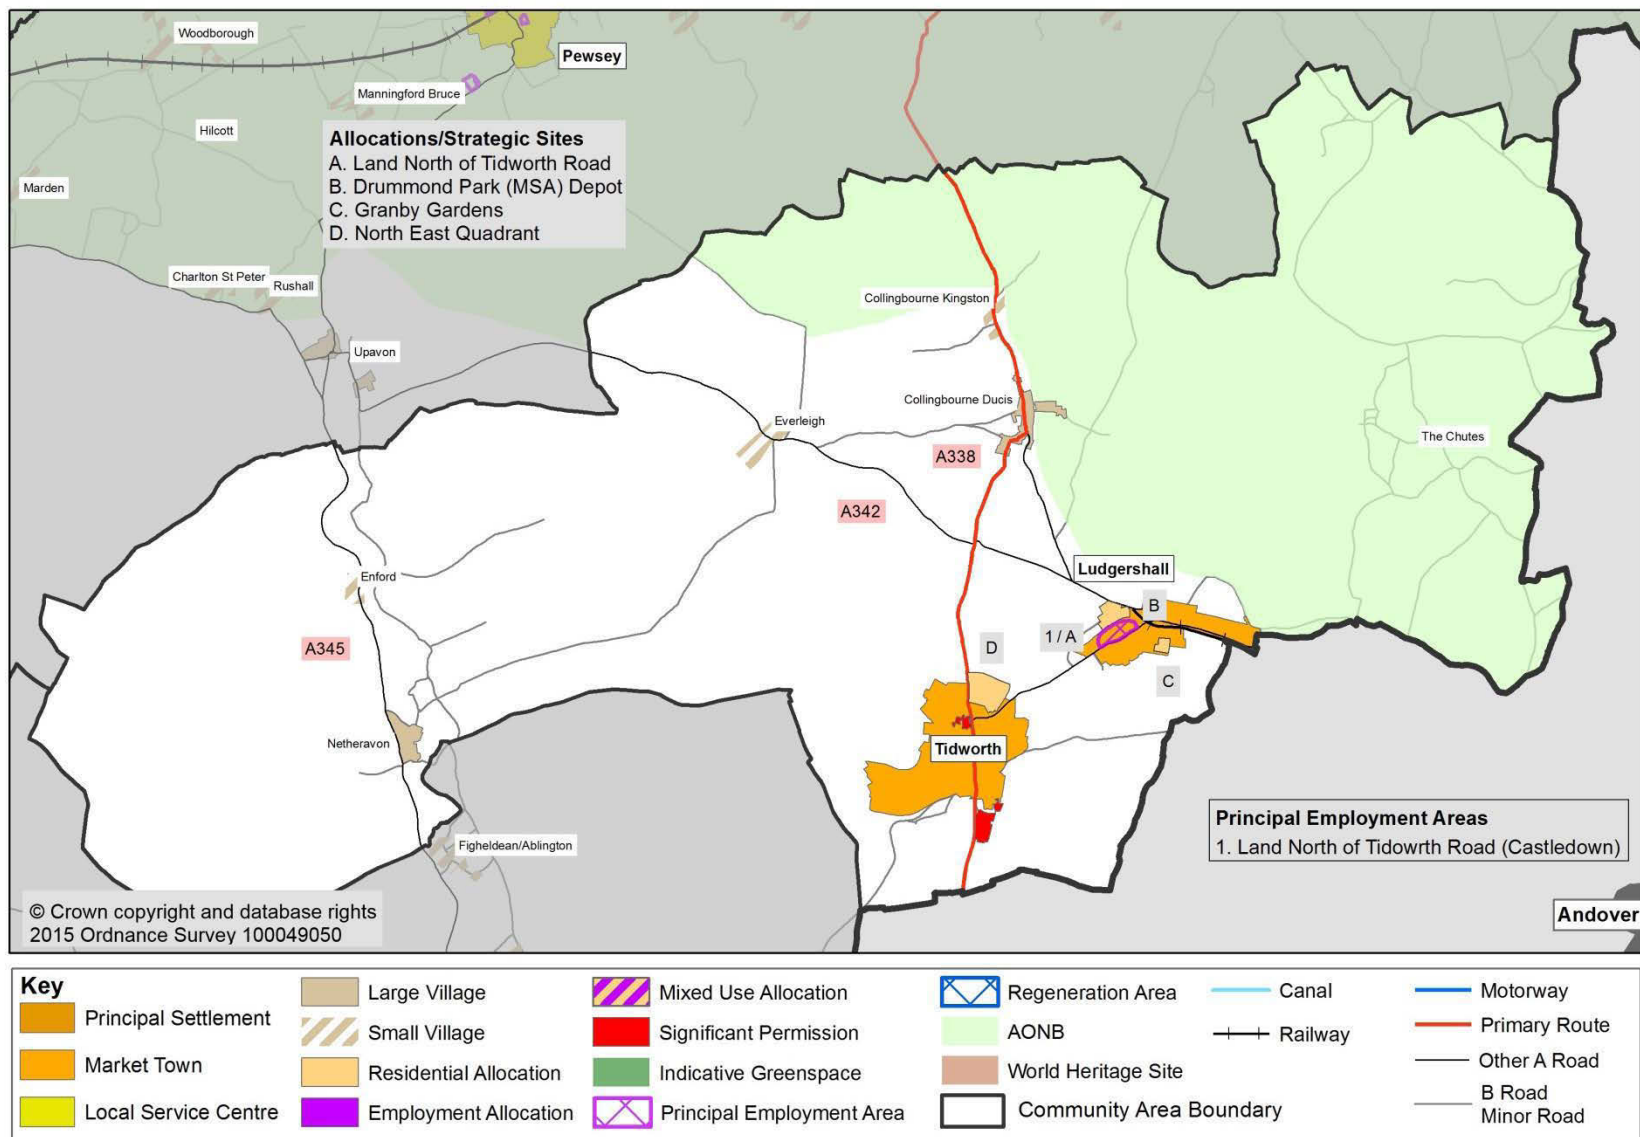 Woodborough
Pewsey
Manningford Bruce
Hilcott
Allocations/Strategic Sites
A. Land North of Tidworth Road
B. Drummond Park (MSA) Depot
C. Granby Gardens
D. North East Quadrant
Marden
Charlton St Peter
Rushall
Collingbourne Kingston
Upavon
Collingbourne Ducis
Everleigh
The Chutes
A338
A342
Ludgershall
Enford
B
1 / A
D
A345
C
Netheravon
Tidworth
Principal Employment Areas
1. Land North of Tidowrth Road (Castledown)
Figheldean/Ablington
© Crown copyright and database rights
2015 Ordnance Survey 100049050
Andover
Key
Principal Settlement
Market Town
Local Service Centre
Large Village
Small Village
Residential Allocation
Employment Allocation
Mixed Use Allocation
Significant Permission
Indicative Greenspace
Principal Employment Area
Regeneration Area
AONB
World Heritage Site
Community Area Boundary
Canal
Railway
Motorway
Primary Route
Other A Road
B Road
Minor Road